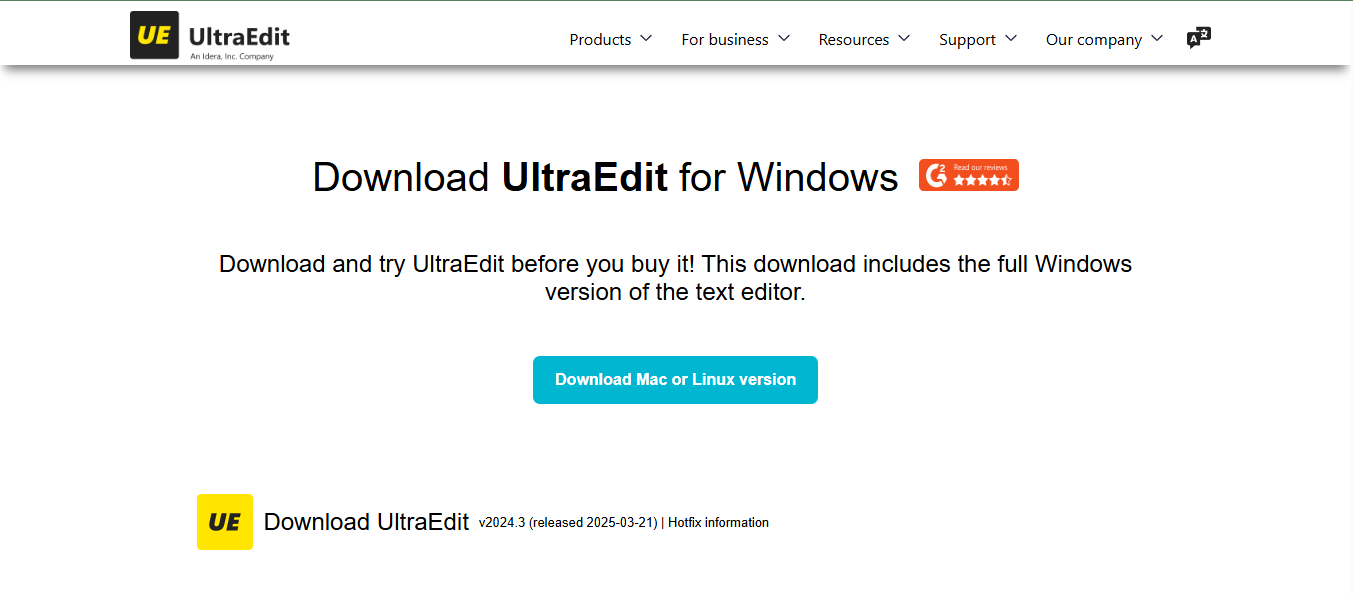 UE UltraEdit
An Idera, Inc. Company
Products For business Resources Support Our company
Download UltraEdit for Windows
Read our reviews
Download and try UltraEdit before you buy it! This download includes the full Windows
version of the text editor.
Download Mac or Linux version
UE Download UltraEdit v2024.3 (released 2025-03-21) | Hotfix information